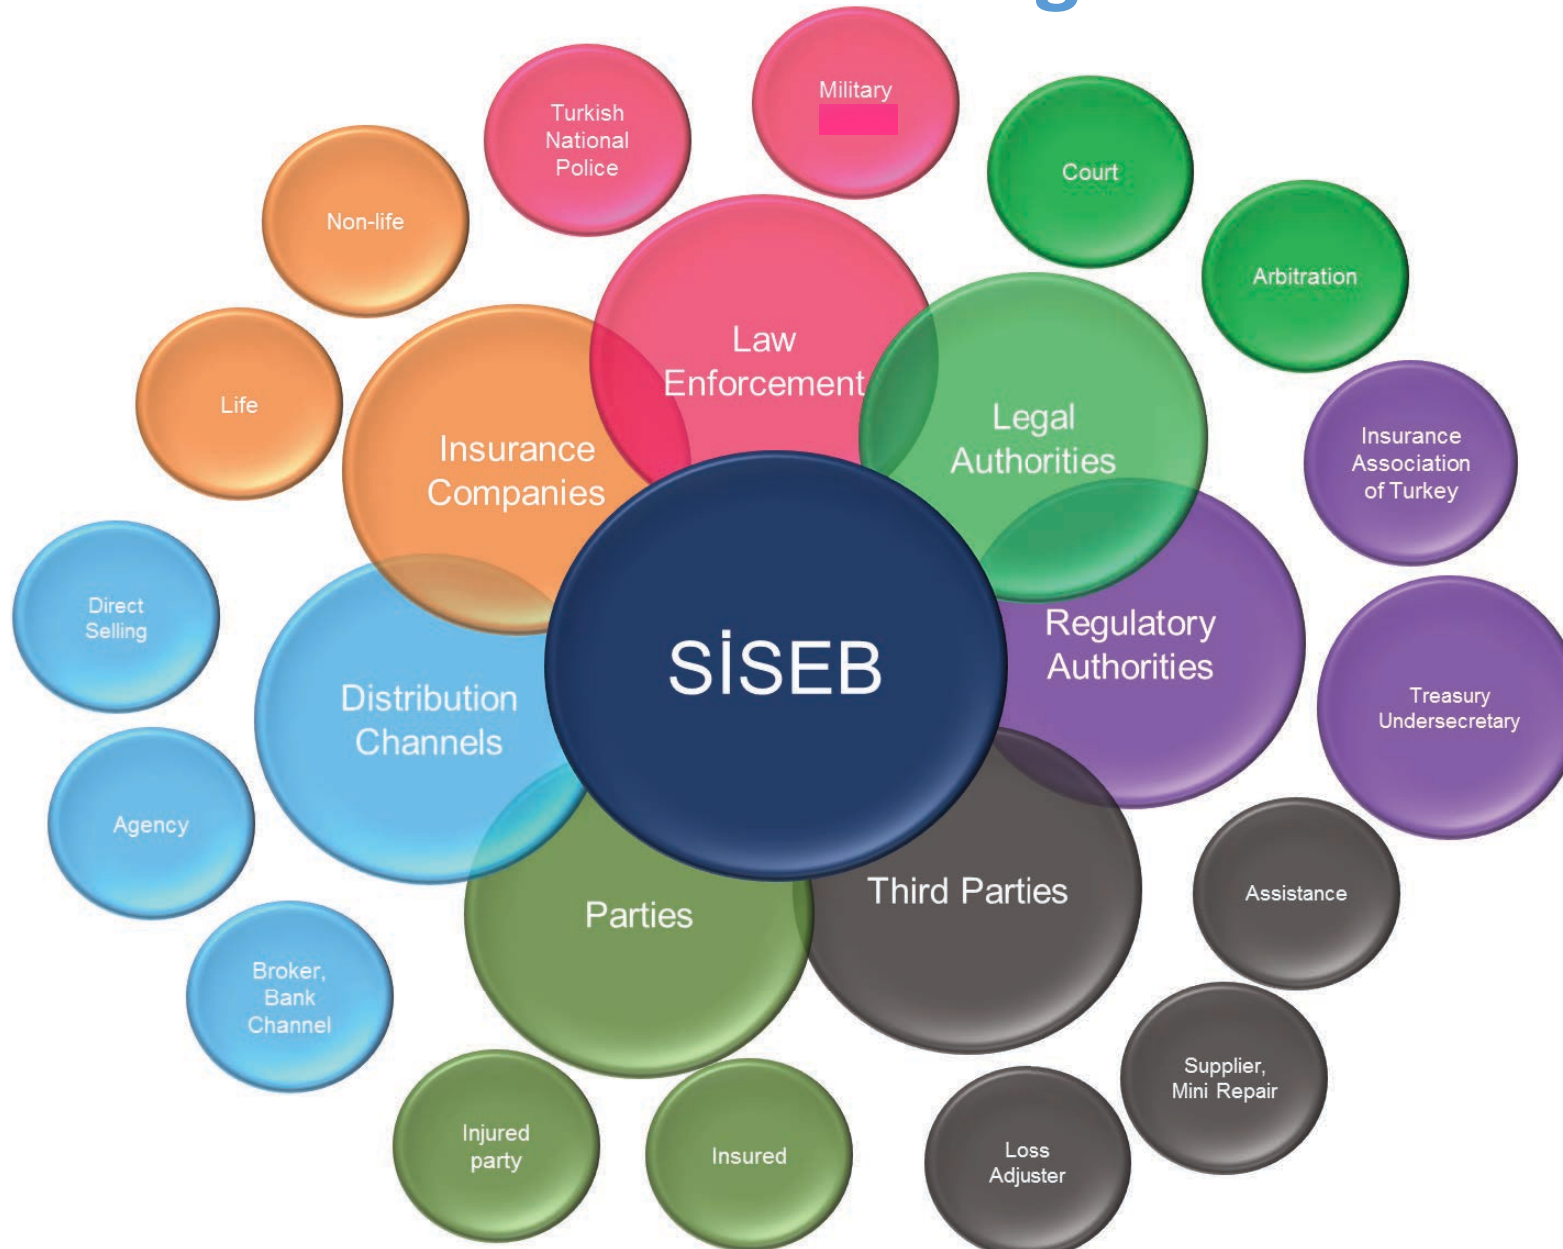 Military
Turkish
National
Police
Court
Non-life
Arbitration
Law
Enforcement
Life
Legal
Authorities
Insurance
Companies
Insurance
Association
of Turkey
Direct
Selling
SİSEB
Regulatory
Authorities
Distribution
Channels
Treasury
Undersecretary
Agency
Parties
Third Parties
Assistance
Broker,
Bank
Channel
Supplier,
Mini Repair
Injured
party
Insured
Loss
Adjuster